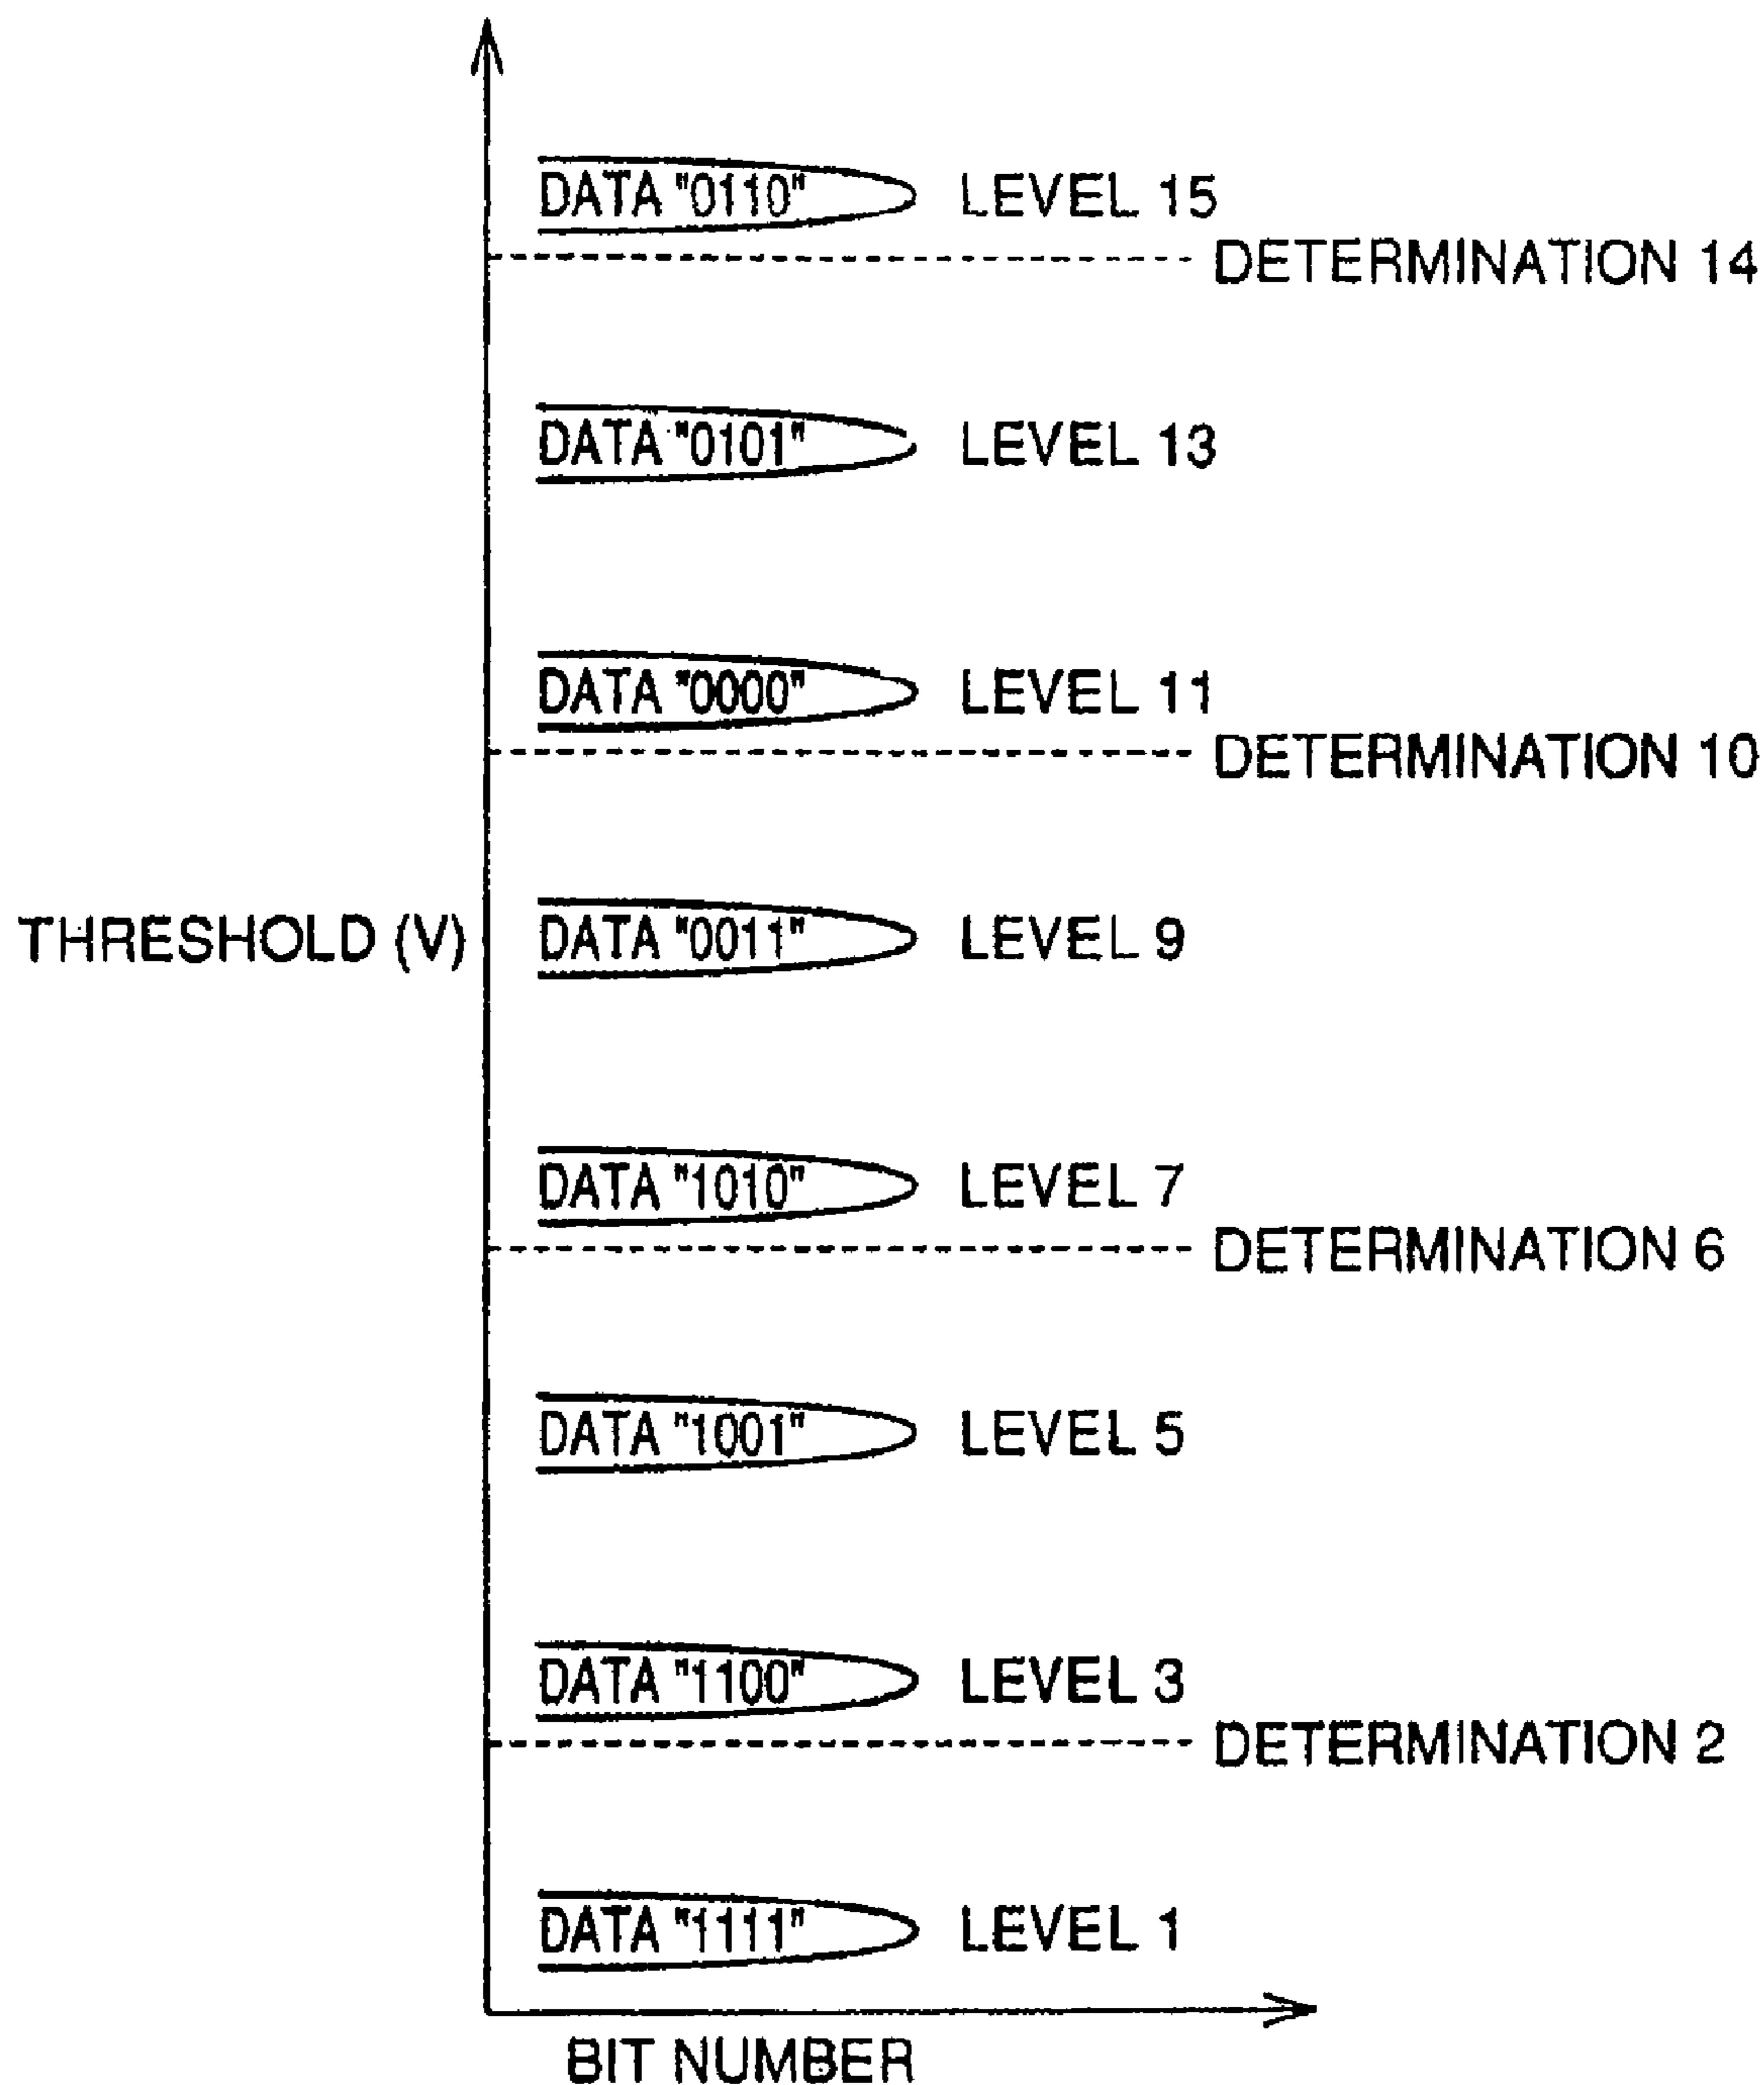 DATA "0110" LEVEL 15
DETERMINATION 14
DATA "0101" LEVEL 13
DATA "0000" LEVEL 11
DETERMINATION 10
THRESHOLD (V) DATA "0011" LEVEL 9
DATA "1010" LEVEL 7
DETERMINATION 6
DATA "1001" LEVEL 5
DATA "1100" LEVEL 3
DETERMINATION 2
DATA "1111" LEVEL 1
BIT NUMBER